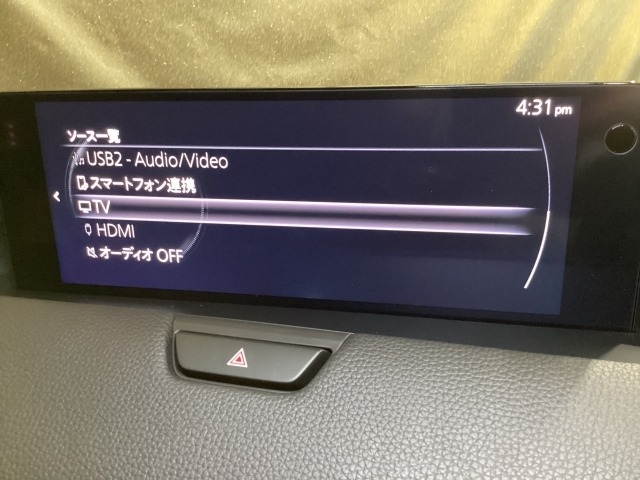 4:31 pm
ソース一覧
USB2 - Audio/Video
スマートフォン連携
TV
HDMI
オーディオ OFF